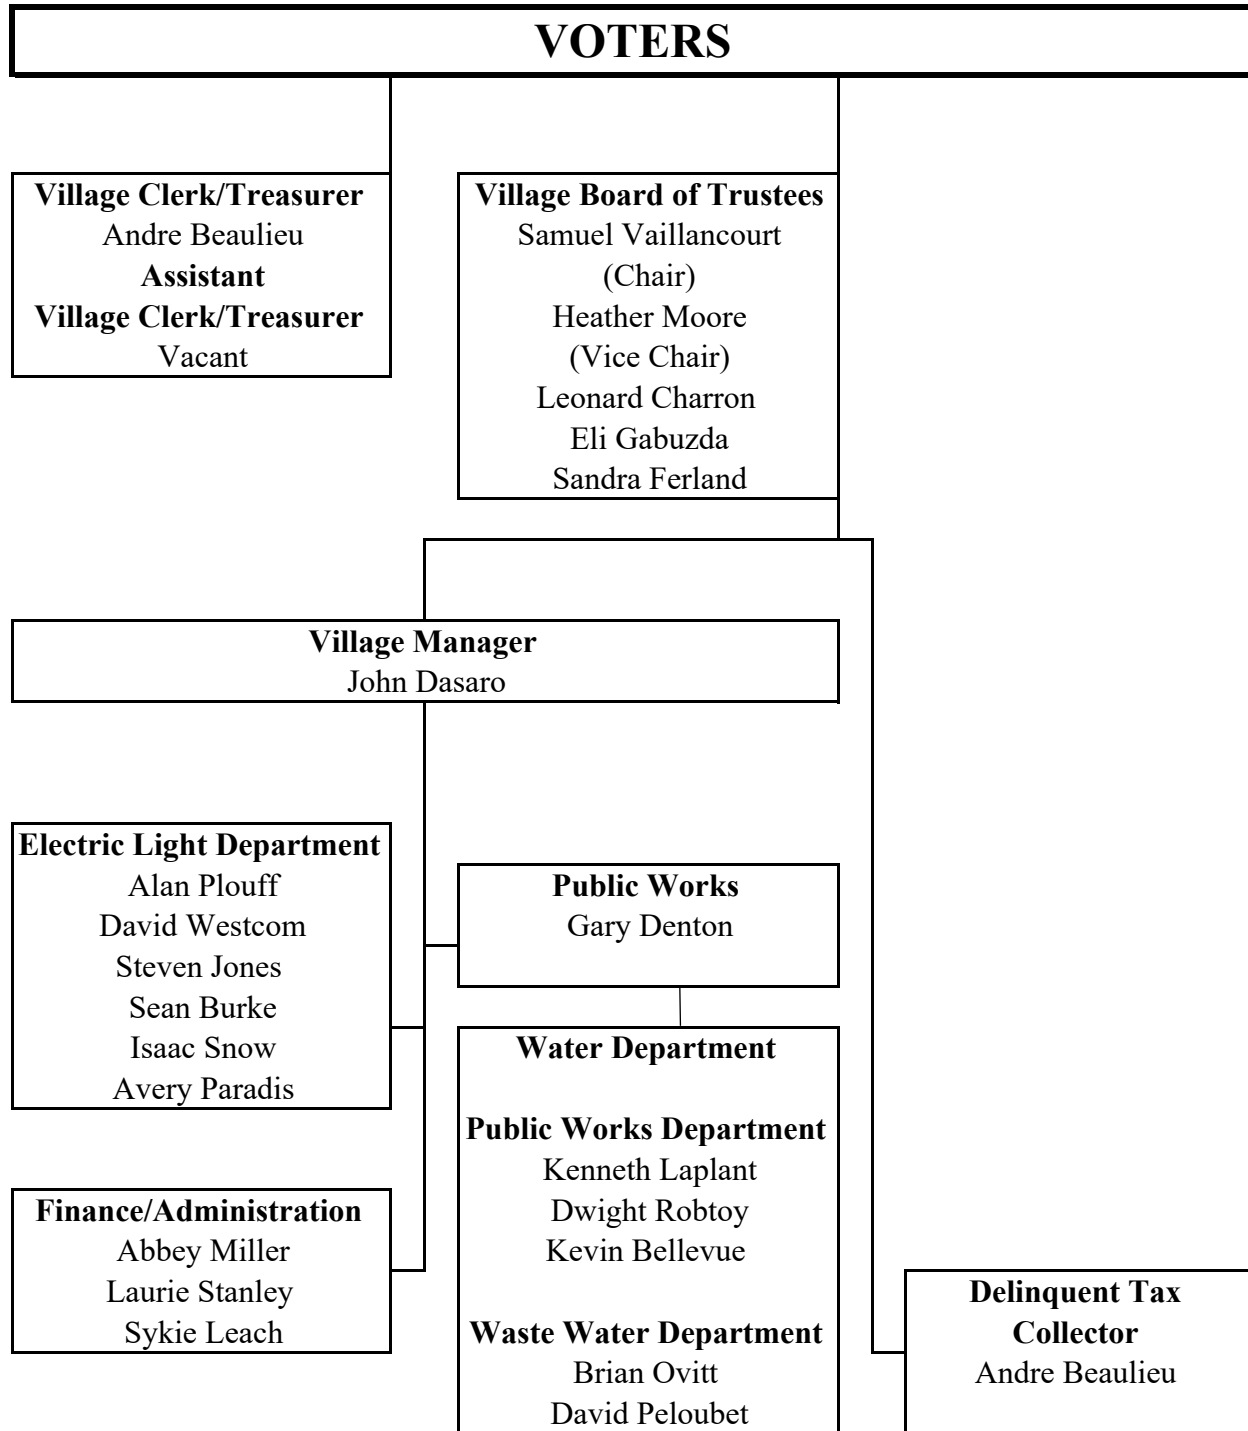 VOTERS
Village Clerk/Treasurer
Andre Beaulieu
Assistant
Village Clerk/Treasurer
Vacant
Village Board of Trustees
Samuel Vaillancourt
(Chair)
Heather Moore
(Vice Chair)
Leonard Charron
Eli Gabuzda
Sandra Ferland
Village Manager
John Dasaro
Electric Light Department
Alan Plouff
David Westcom
Steven Jones
Sean Burke
Isaac Snow
Avery Paradis
Finance/Administration
Abbey Miller
Laurie Stanley
Sykie Leach
Public Works
Gary Denton
Water Department
Public Works Department
Kenneth Laplant
Dwight Robtoy
Kevin Bellevue
Waste Water Department
Brian Ovitt
David Peloubet
Delinquent Tax
Collector
Andre Beaulieu